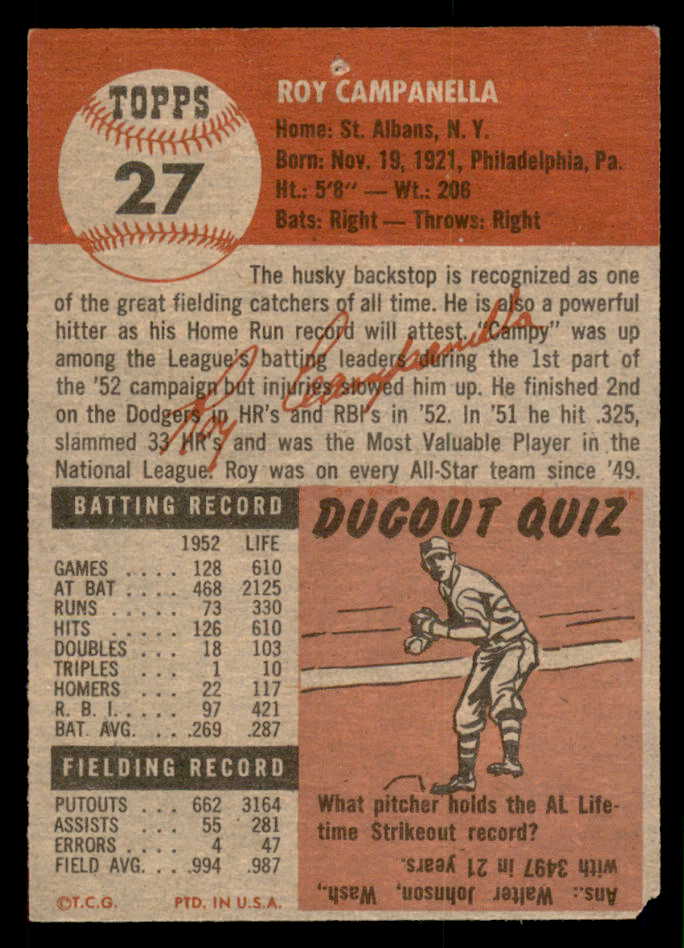 TOPPS
27
ROY CAMPANELLA
Home: St. Albans, N. Y.
Born: Nov. 19, 1921, Philadelphia, Pa.
Ht.: 5'8" — Wt.: 206
Bats: Right — Throws: Right
The husky backstop is recognized as one
of the great fielding catchers of all time. He is also a powerful
hitter as his Home Run record will attest. "Campy" was up
among the League's batting leaders during the 1st part of
the '52 campaign but injuries slowed him up. He finished 2nd
on the Dodgers in HR's and RBI's in '52. In '51 he hit .325,
slammed 33 HR's and was the Most Valuable Player in the
National League. Roy was on every All-Star team since '49.
Roy Campanella
BATTING RECORD
1952 LIFE
GAMES .... 128 610
AT BAT .... 468 2125
RUNS ..... 73 330
HITS ..... 126 610
DOUBLES ... 18 103
TRIPLES ... 1 10
HOMERS ... 22 117
R. B. I. .... 97 421
BAT. AVG. ... .269 .287
FIELDING RECORD
PUTOUTS ... 662 3164
ASSISTS ... 55 281
ERRORS ... 4 47
FIELD AVG. ... .994 .987
©T.C.G. PTD. IN U.S.A.
DUGOUT QUIZ
What pitcher holds the AL Life-
time Strikeout record?
Ans.: Walter Johnson, Wash.,
with 3497 in 21 years.